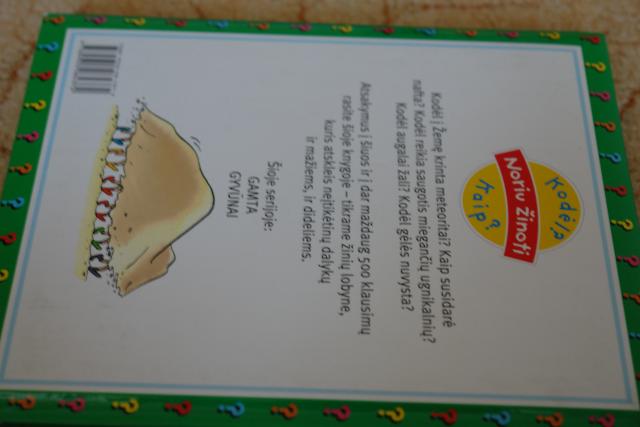 Kodėl?
Noriu žinoti
Kaip?
Kodėl į Žemę krinta meteoritai? Kaip susidarė
nafta? Kodėl reikia saugotis miegančių ugnikalnių?
Kodėl augalai žali? Kodėl gėlės nuvysta?
Atsakymus į šiuos ir dar maždaug 500 klausimų
rasite šioje knygoje – tikrame žinių lobyne,
kuris atskleis neįtikėtinų dalykų
ir mažiems, ir dideliems.
Šioje serijoje:
GAMTA
GYVŪNAI